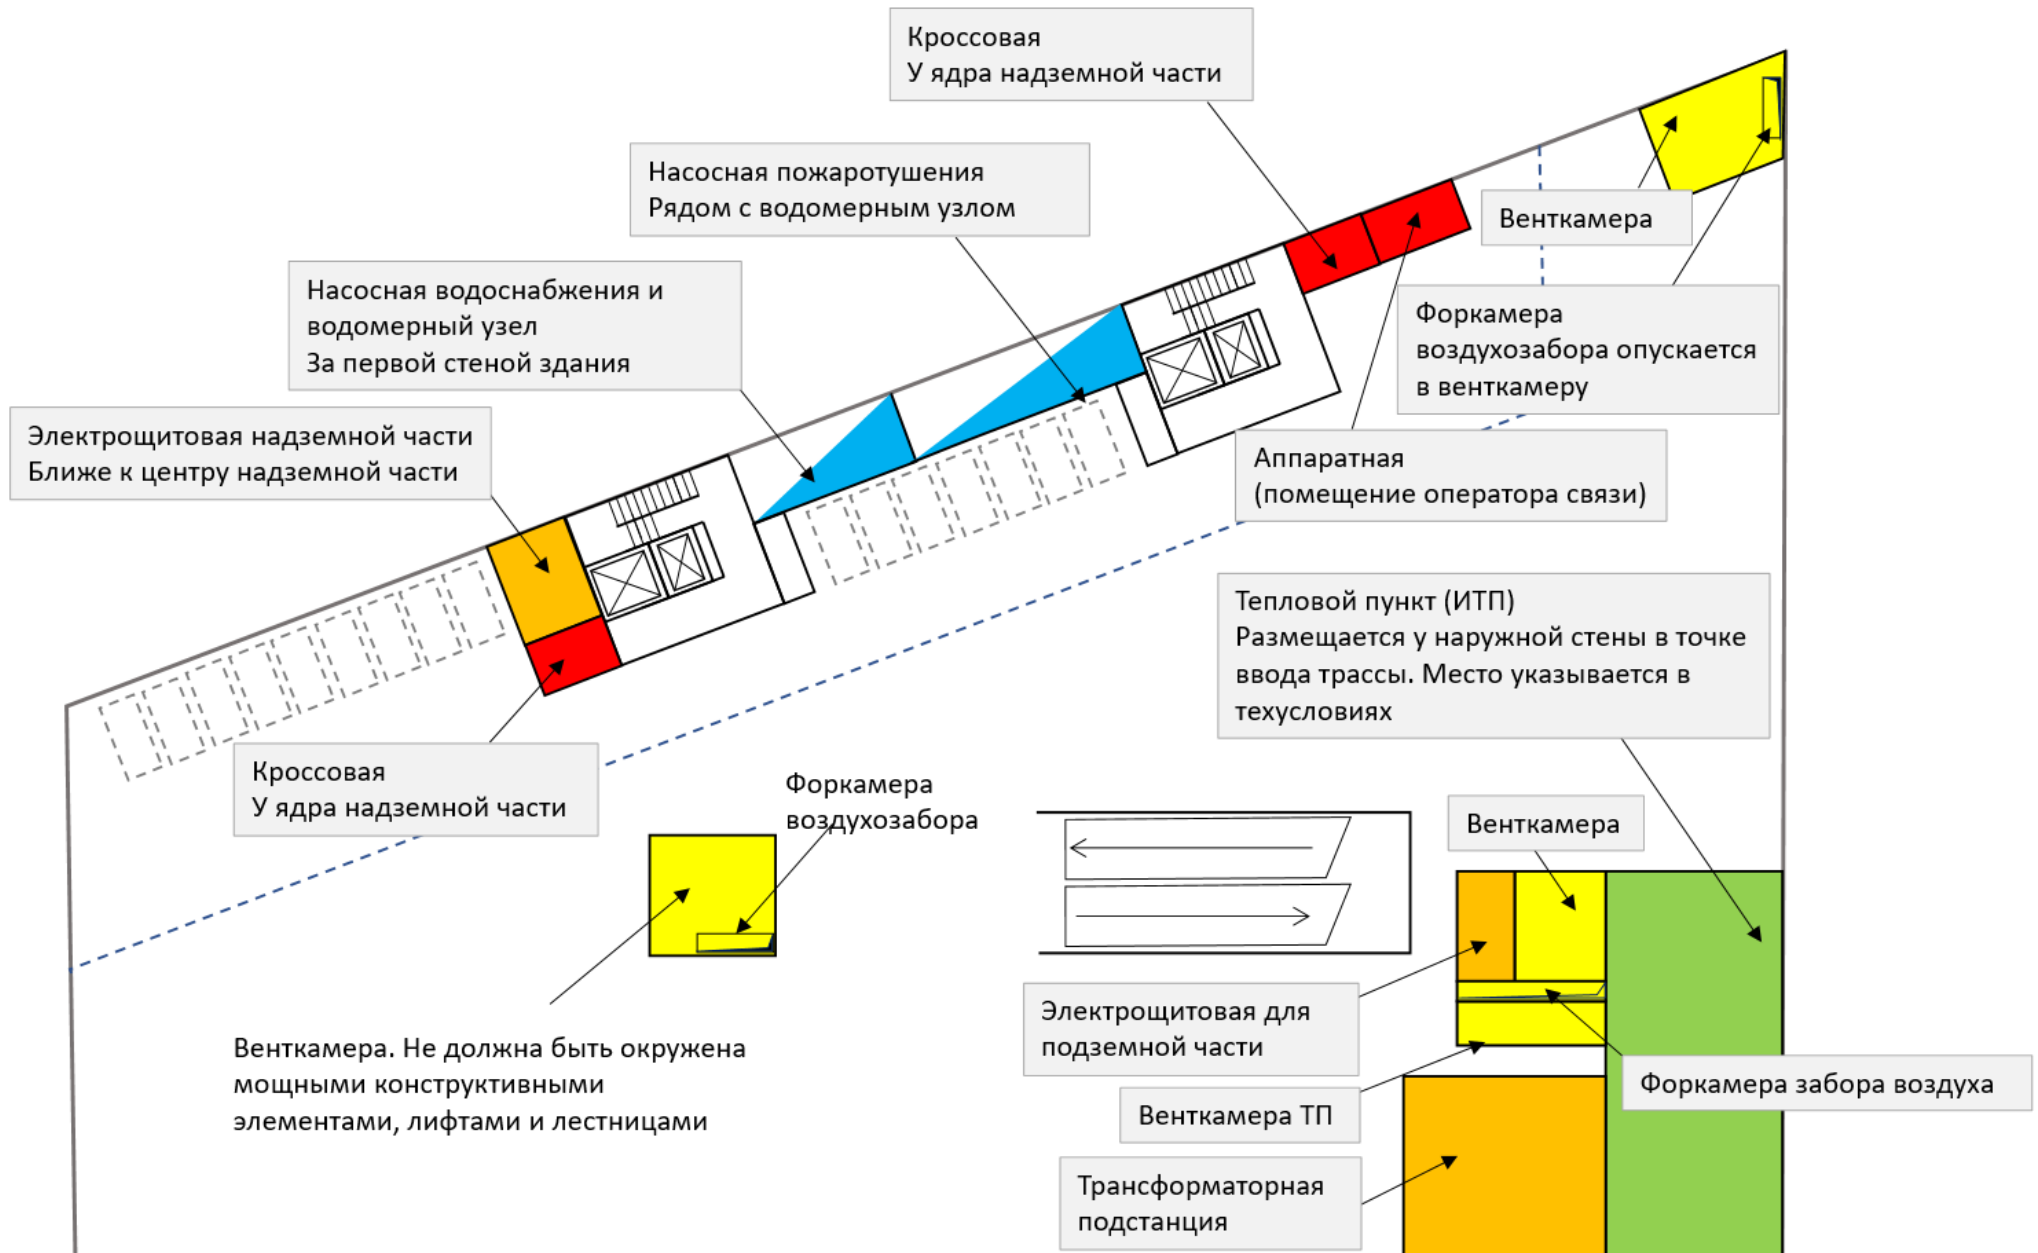 Кроссовая
У ядра надземной части
Насосная пожаротушения
Рядом с водомерным узлом
Венткамера
Насосная водоснабжения и
водомерный узел
За первой стеной здания
Форкамера
воздухозабора опускается
в венткамеру
Электрощитовая надземной части
Ближе к центру надземной части
Аппаратная
(помещение оператора связи)
Тепловой пункт (ИТП)
Размещается у наружной стены в точке
ввода трассы. Место указывается в
техусловиях
Кроссовая
У ядра надземной части
Форкамера
воздухозабора
Венткамера
Электрощитовая для
подземной части
Венткамера. Не должна быть окружена
мощными конструктивными
элементами, лифтами и лестницами
Форкамера забора воздуха
Венткамера ТП
Трансформаторная
подстанция